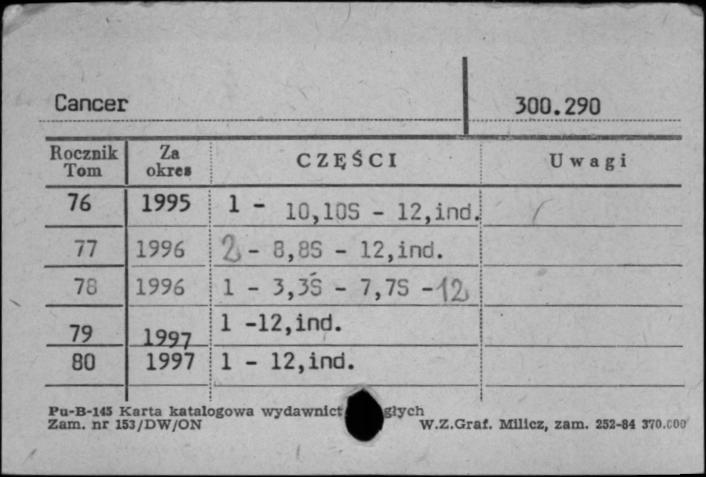 Cancer 300.290
Rocznik Tom Za okres CZĘŚCI Uwagi
76 1995 1 - 10,10S - 12,ind.
77 1996 2 - 8,8S - 12,ind.
78 1996 1 - 3,3S - 7,7S - 12
79 1997 1 -12,ind.
80 1997 1 - 12,ind.
Pu-B-145 Karta katalogowa wydawnict głych
Zam. nr 153/DW/ON W.Z.Graf. Milicz, zam. 252-84 370.000